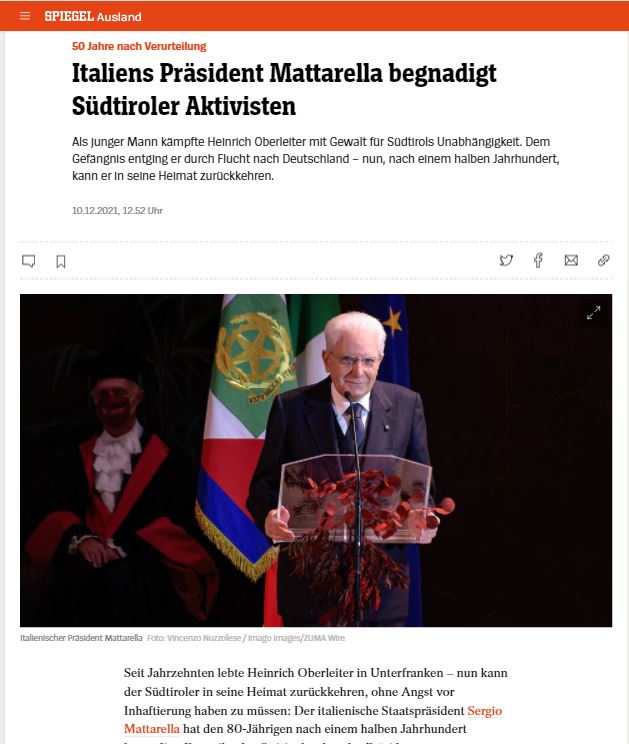 SPIEGEL Ausland
50 Jahre nach Verurteilung
Italiens Präsident Mattarella begnadigt
Südtiroler Aktivisten
Als junger Mann kämpfte Heinrich Oberleiter mit Gewalt für Südtirols Unabhängigkeit. Dem
Gefängnis entging er durch Flucht nach Deutschland – nun, nach einem halben Jahrhundert,
kann er in seine Heimat zurückkehren.
10.12.2021, 12.52 Uhr
Italienischer Präsident Mattarella Foto: Vincenzo Nuzzolese / imago images/ZUMA Wire
Seit Jahrzehnten lebte Heinrich Oberleiter in Unterfranken – nun kann
der Südtiroler in seine Heimat zurückkehren, ohne Angst vor
Inhaftierung haben zu müssen: Der italienische Staatspräsident Sergio
Mattarella hat den 80-Jährigen nach einem halben Jahrhundert